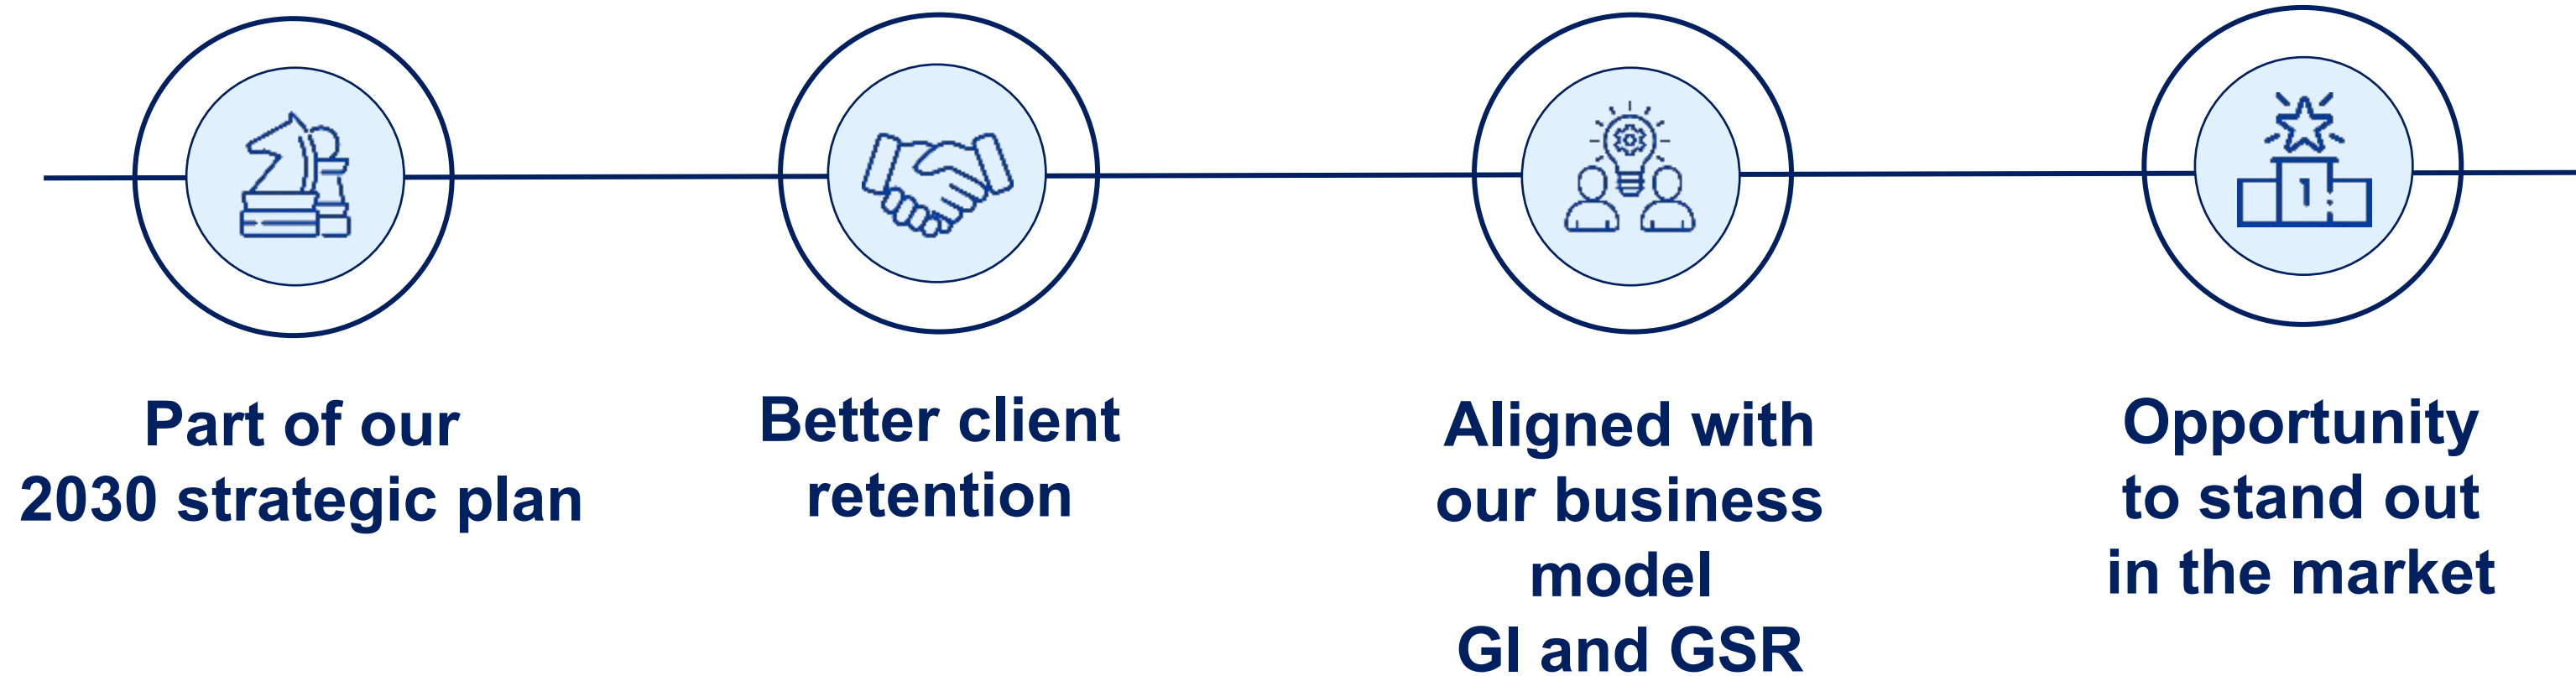 1
Part of our
2030 strategic plan
Better client
retention
Aligned with
our business
model
GI and GSR
Opportunity
to stand out
in the market